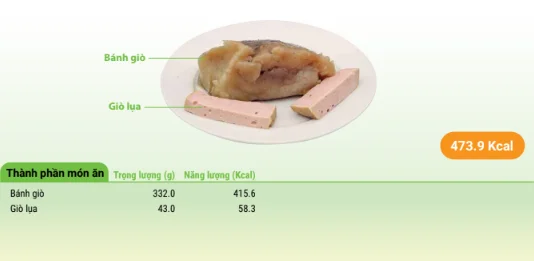 Bánh giò
Giò lụa
473.9 Kcal
Thành phần món ăn Trọng lượng (g) Năng lượng (Kcal)
Bánh giò 332.0 415.6
Giò lụa 43.0 58.3